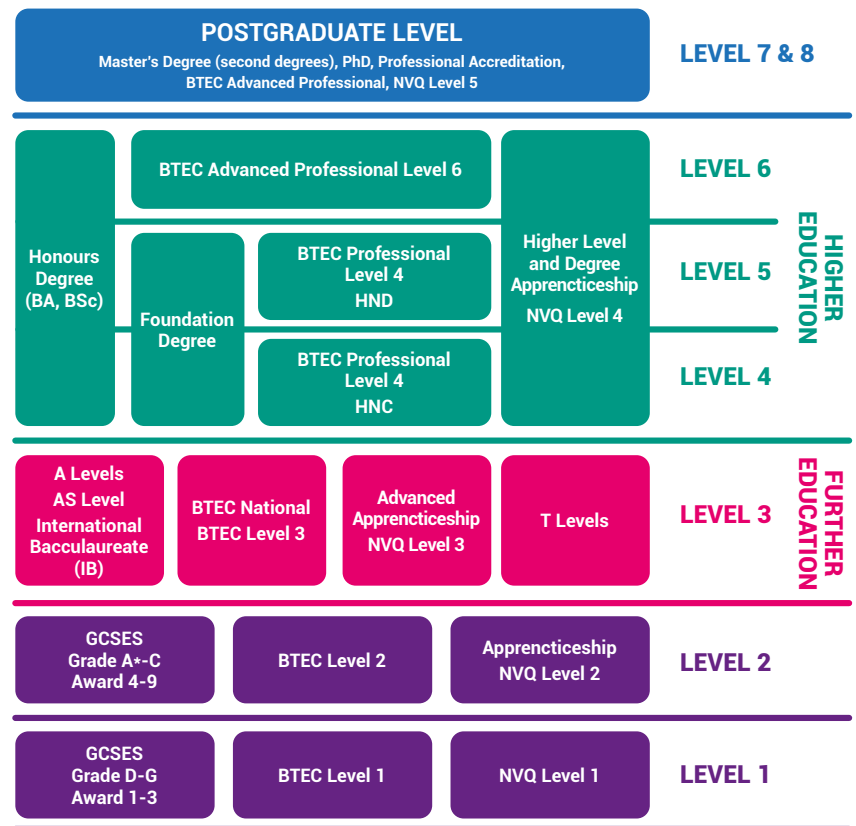 POSTGRADUATE LEVEL
Master's Degree (second degrees), PhD, Professional Accreditation,
BTEC Advanced Professional, NVQ Level 5
LEVEL 7 & 8
Honours
Degree
(BA, BSc)
BTEC Advanced Professional Level 6
LEVEL 6
Foundation
Degree
BTEC Professional
Level 4
HND
Higher Level
and Degree
Apprencticeship
NVQ Level 4
LEVEL 5
BTEC Professional
Level 4
HNC
LEVEL 4
HIGHER
EDUCATION
A Levels
AS Level
International
Bacculaureate
(IB)
BTEC National
BTEC Level 3
Advanced
Apprencticeship
NVQ Level 3
T Levels
LEVEL 3
FURTHER
EDUCATION
GCSES
Grade A*-C
Award 4-9
BTEC Level 2
Apprencticeship
NVQ Level 2
LEVEL 2
GCSES
Grade D-G
Award 1-3
BTEC Level 1
NVQ Level 1
LEVEL 1